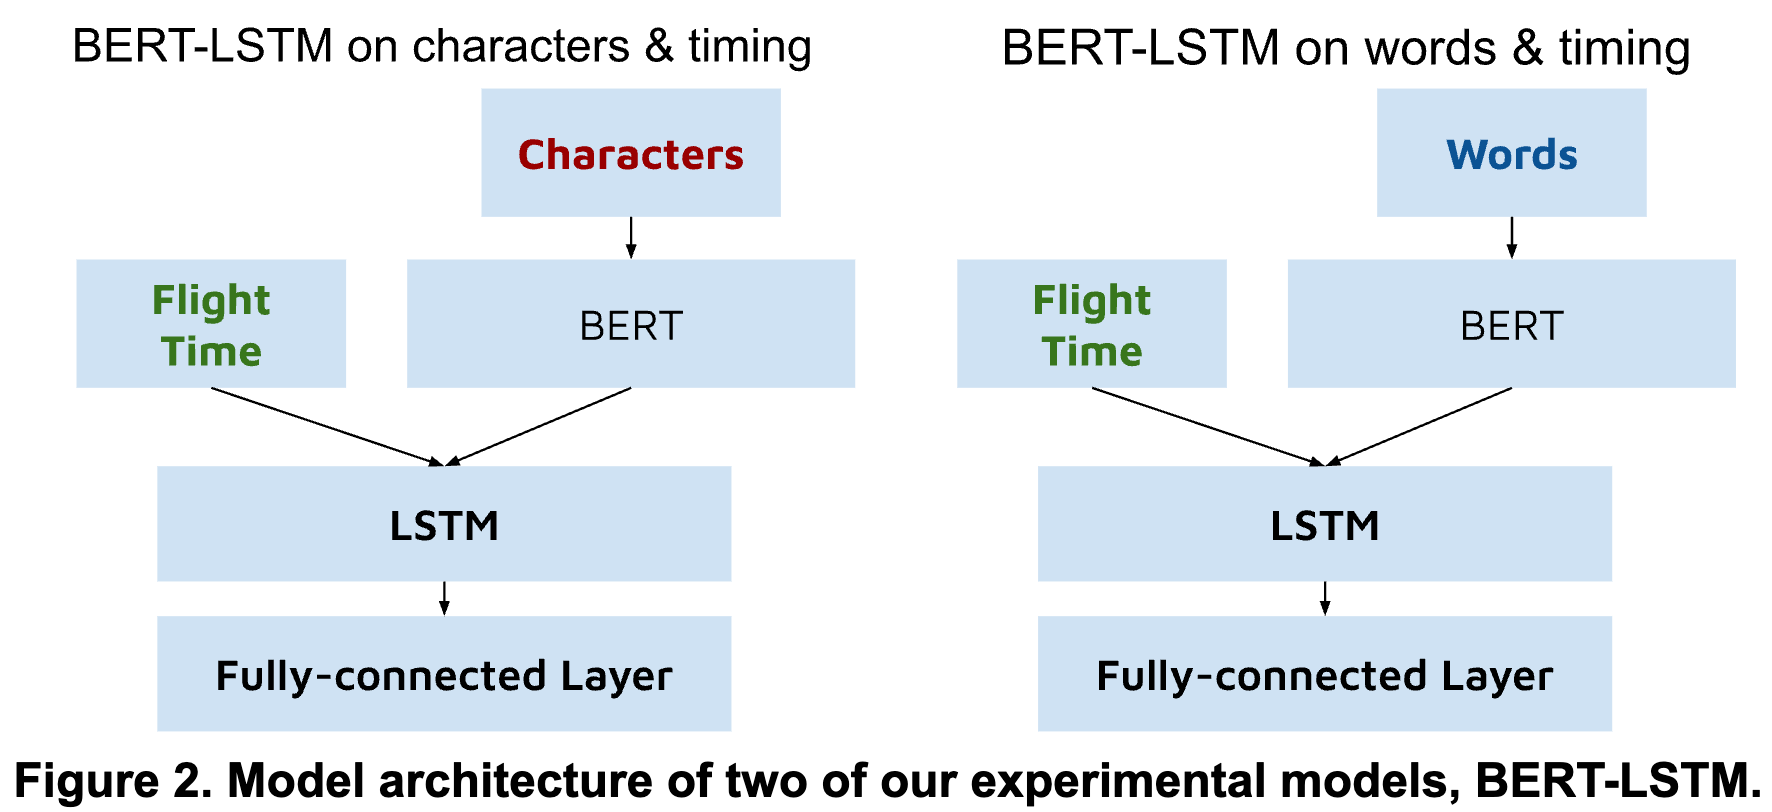 BERT-LSTM on characters & timing
Characters
Flight
Time
BERT
LSTM
Fully-connected Layer
BERT-LSTM on words & timing
Words
Flight
Time
BERT
LSTM
Fully-connected Layer
Figure 2. Model architecture of two of our experimental models, BERT-LSTM.